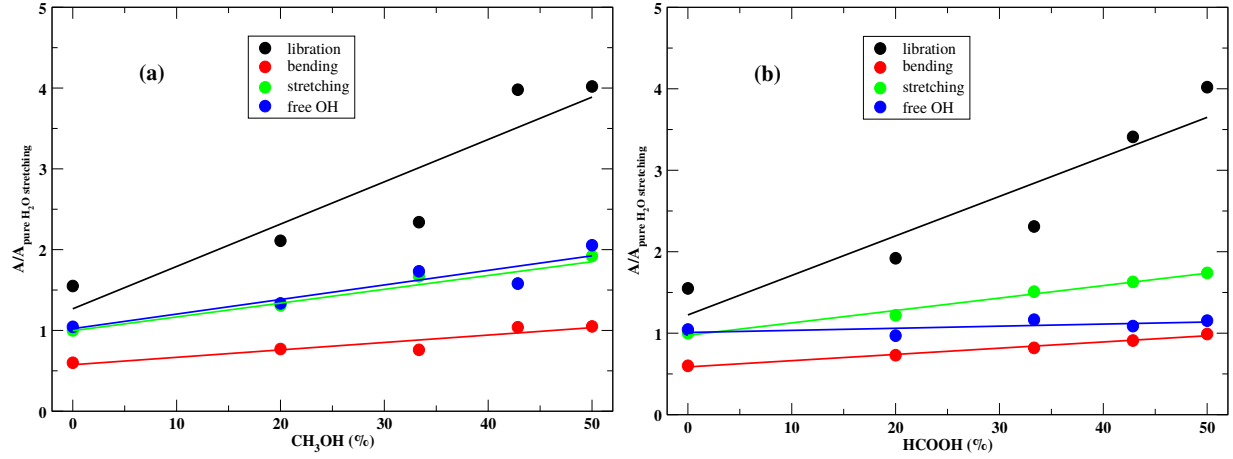 5
4
3
2
1
0
A/A pure H₂O stretching
(a)
libration
bending
stretching
free OH
0 10 20 30 40 50
CH₃OH (%)
5
4
3
2
1
0
A/A pure H₂O stretching
(b)
libration
bending
stretching
free OH
0 10 20 30 40 50
HCOOH (%)